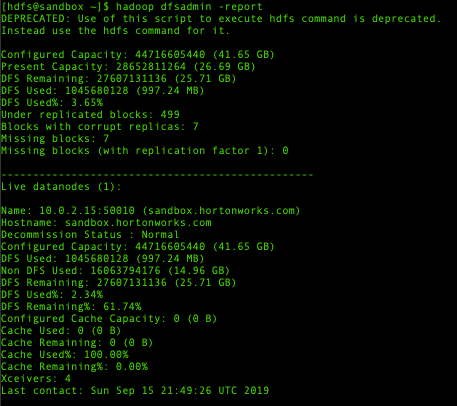 [hdfs@sandbox ~]$ hadoop dfsadmin -report
DEPRECATED: Use of this script to execute hdfs command is deprecated.
Instead use the hdfs command for it.
Configured Capacity: 44716605440 (41.65 GB)
Present Capacity: 28652811264 (26.69 GB)
DFS Remaining: 27607131136 (25.71 GB)
DFS Used: 1045680128 (997.24 MB)
DFS Used%: 3.65%
Under replicated blocks: 499
Blocks with corrupt replicas: 7
Missing blocks: 7
Missing blocks (with replication factor 1): 0
-------------------------------------------------
Live datanodes (1):
Name: 10.0.2.15:50010 (sandbox.hortonworks.com)
Hostname: sandbox.hortonworks.com
Decommission Status : Normal
Configured Capacity: 44716605440 (41.65 GB)
DFS Used: 1045680128 (997.24 MB)
Non DFS Used: 16063794176 (14.96 GB)
DFS Remaining: 27607131136 (25.71 GB)
DFS Used%: 2.34%
DFS Remaining%: 61.74%
Configured Cache Capacity: 0 (0 B)
Cache Used: 0 (0 B)
Cache Remaining: 0 (0 B)
Cache Used%: 100.00%
Cache Remaining%: 0.00%
Xceivers: 4
Last contact: Sun Sep 15 21:49:26 UTC 2019